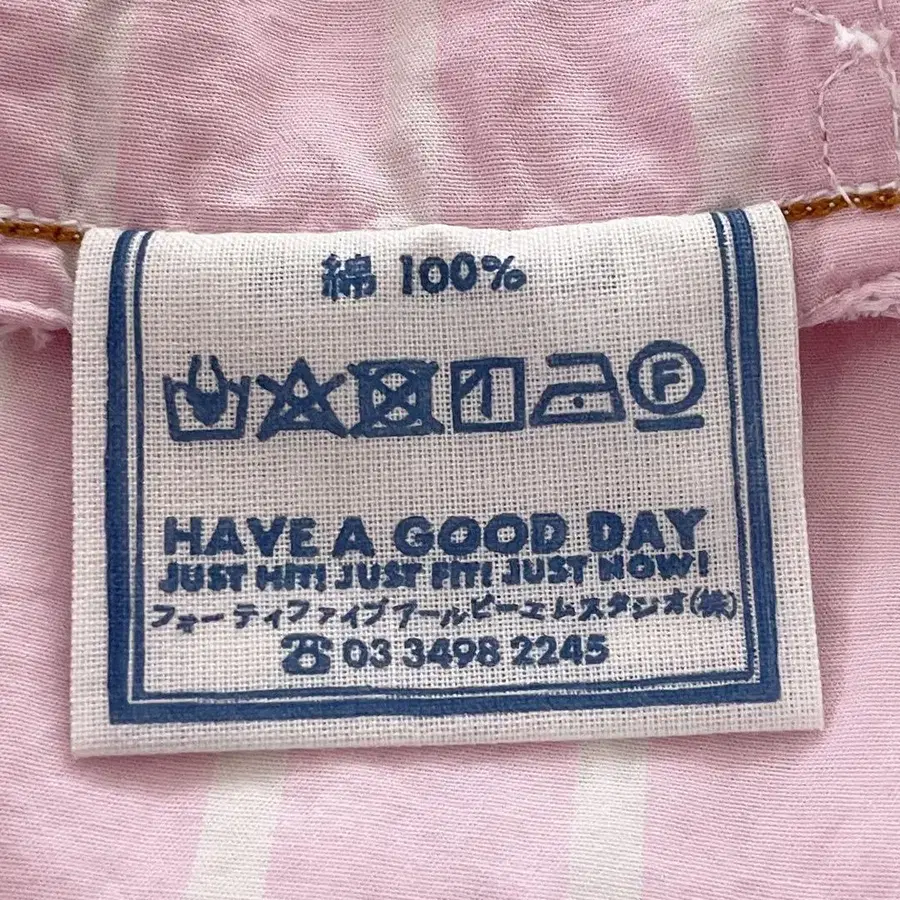 綿 100%
F
HAVE A GOOD DAY
JUST HIT! JUST FIT! JUST NOW!
フォーティファイブアールピーエムスタジオ(株)
☎ 03 3498 2245